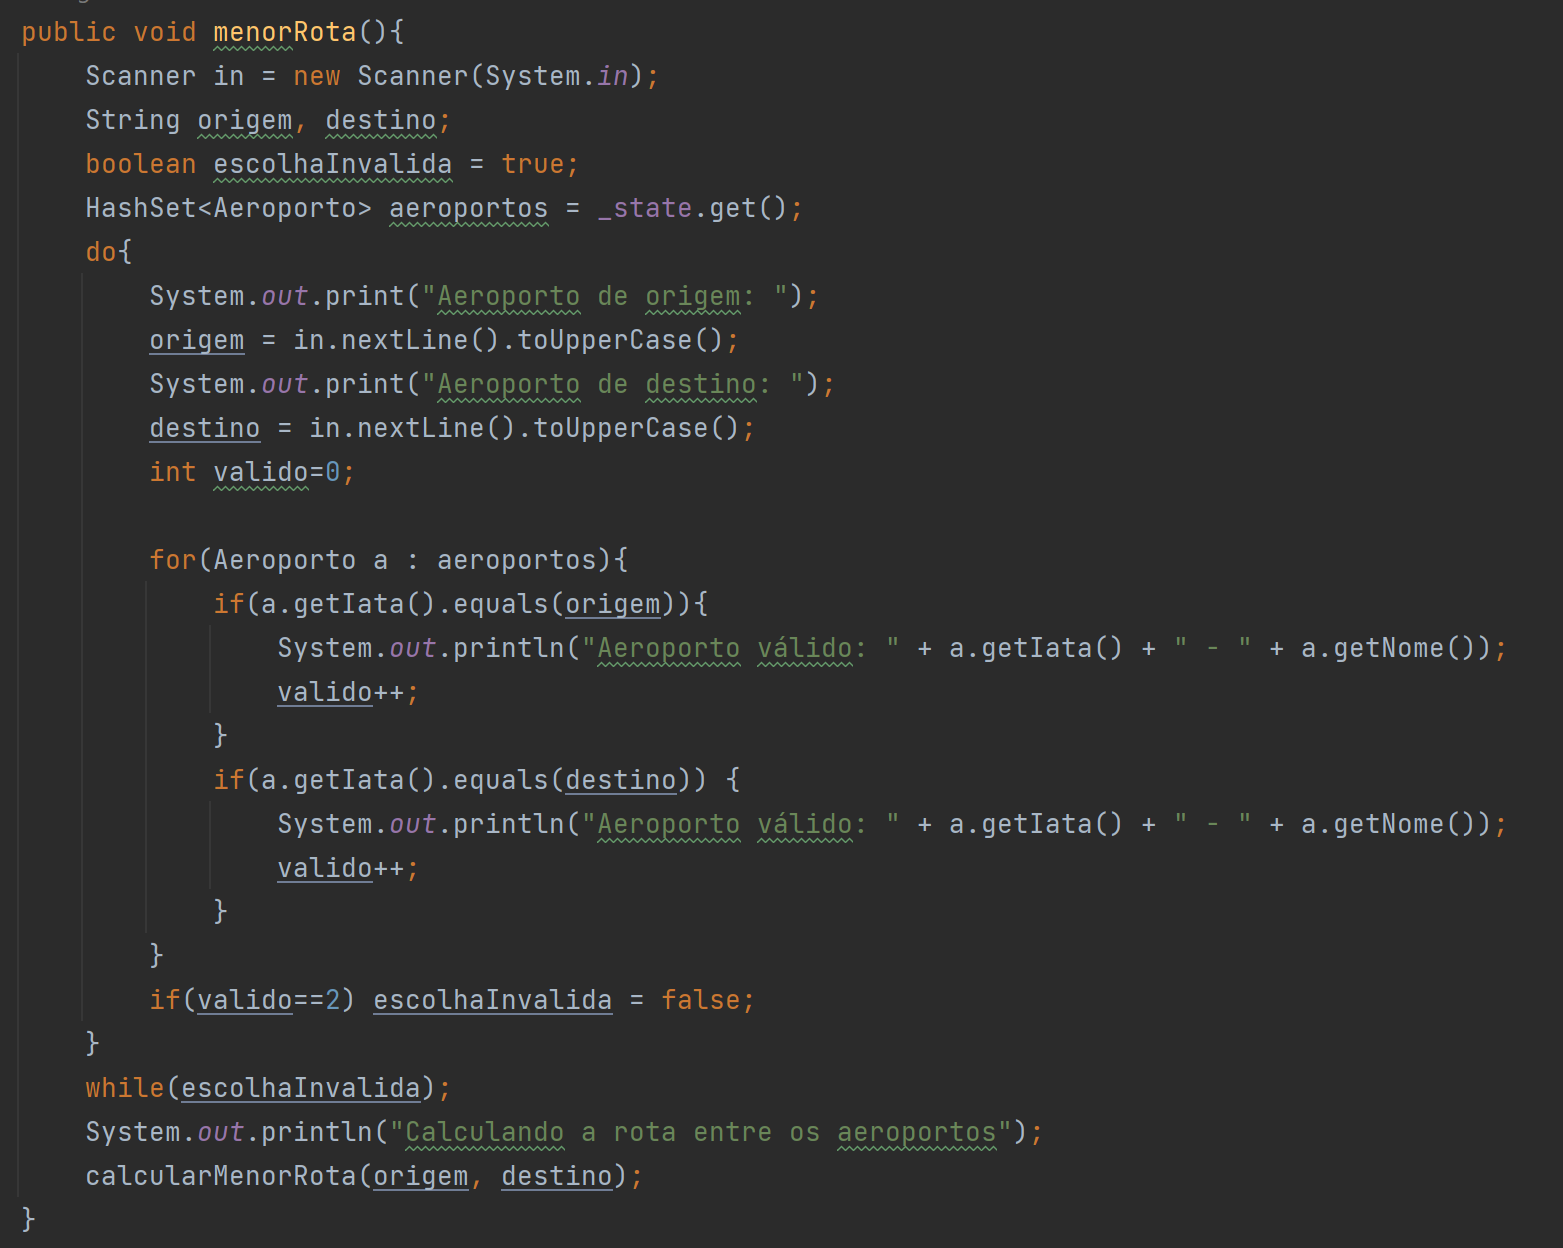 public void menorRota(){
    Scanner in = new Scanner(System.in);
    String origem, destino;
    boolean escolhaInvalida = true;
    HashSet<Aeroporto> aeroportos = _state.get();
    do{
        System.out.print("Aeroporto de origem: ");
        origem = in.nextLine().toUpperCase();
        System.out.print("Aeroporto de destino: ");
        destino = in.nextLine().toUpperCase();
        int valido=0;

        for(Aeroporto a : aeroportos){
            if(a.getIata().equals(origem)){
                System.out.println("Aeroporto válido: " + a.getIata() + " - " + a.getNome());
                valido++;
            }
            if(a.getIata().equals(destino)) {
                System.out.println("Aeroporto válido: " + a.getIata() + " - " + a.getNome());
                valido++;
            }
        }
        if(valido==2) escolhaInvalida = false;
    }
    while(escolhaInvalida);
    System.out.println("Calculando a rota entre os aeroportos");
    calcularMenorRota(origem, destino);
}